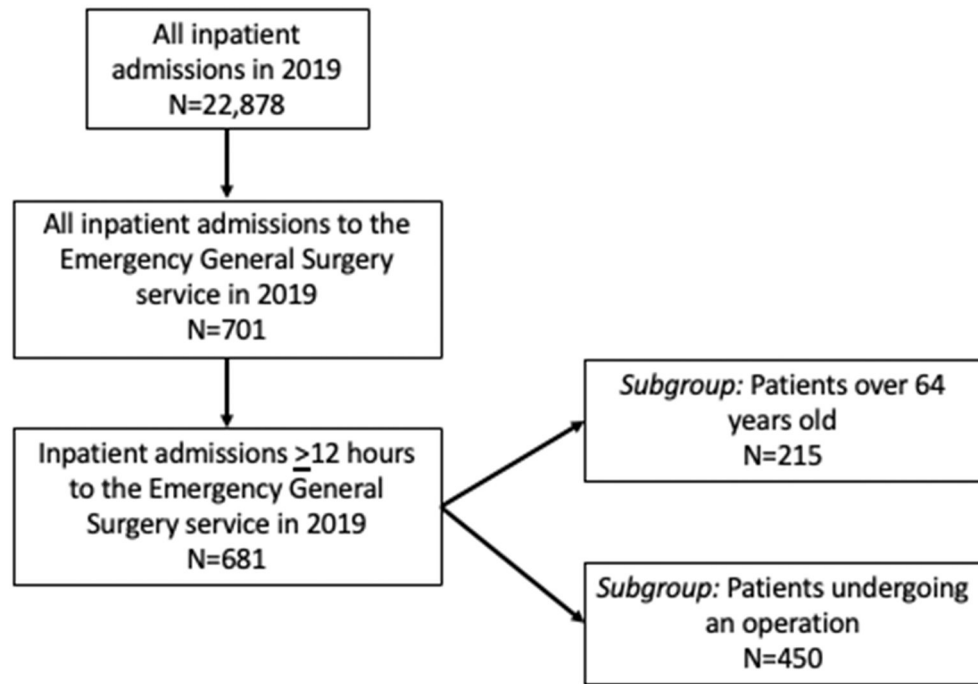 All inpatient
admissions in 2019
N=22,878
All inpatient admissions to the
Emergency General Surgery
service in 2019
N=701
Inpatient admissions ≥12 hours
to the Emergency General
Surgery service in 2019
N=681
Subgroup: Patients over 64
years old
N=215
Subgroup: Patients undergoing
an operation
N=450